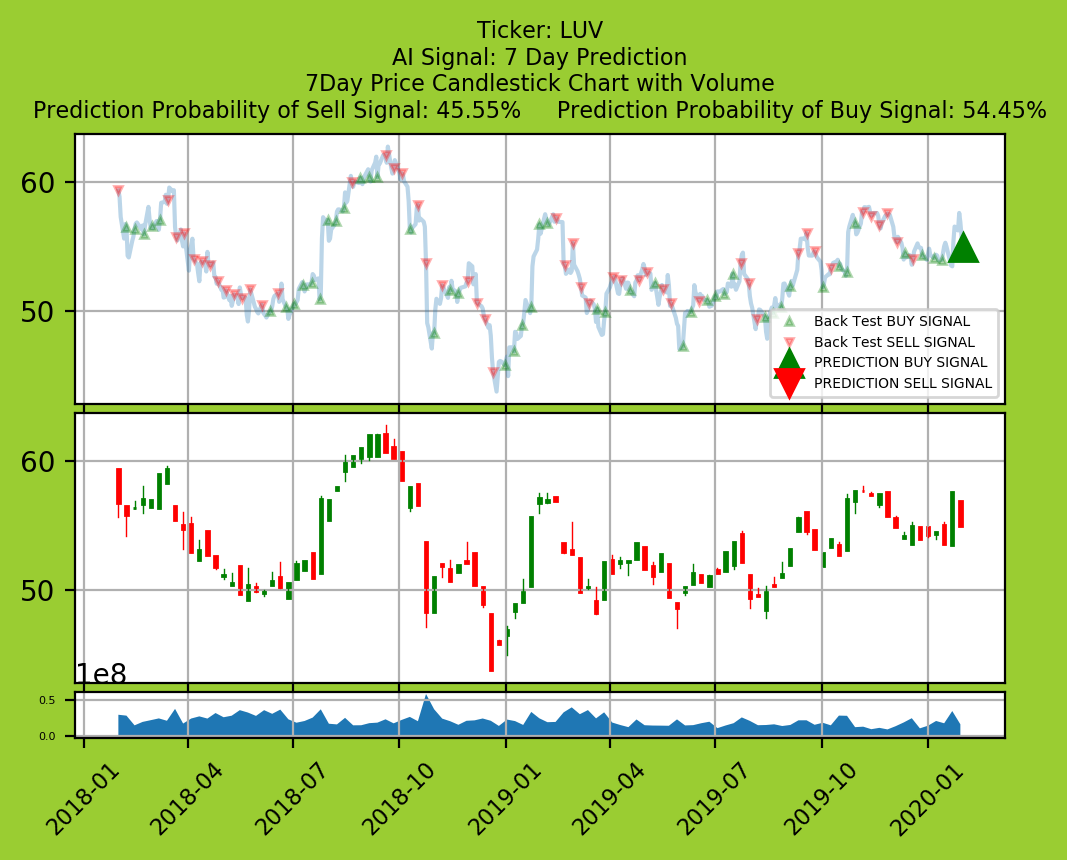 Ticker: LUV
AI Signal: 7 Day Prediction
7Day Price Candlestick Chart with Volume
Prediction Probability of Sell Signal: 45.55%     Prediction Probability of Buy Signal: 54.45%
60
50
Back Test BUY SIGNAL
Back Test SELL SIGNAL
PREDICTION BUY SIGNAL
PREDICTION SELL SIGNAL
60
50
1e8
0.5
0.0
2018-01 2018-04 2018-07 2018-10 2019-01 2019-04 2019-07 2019-10 2020-01